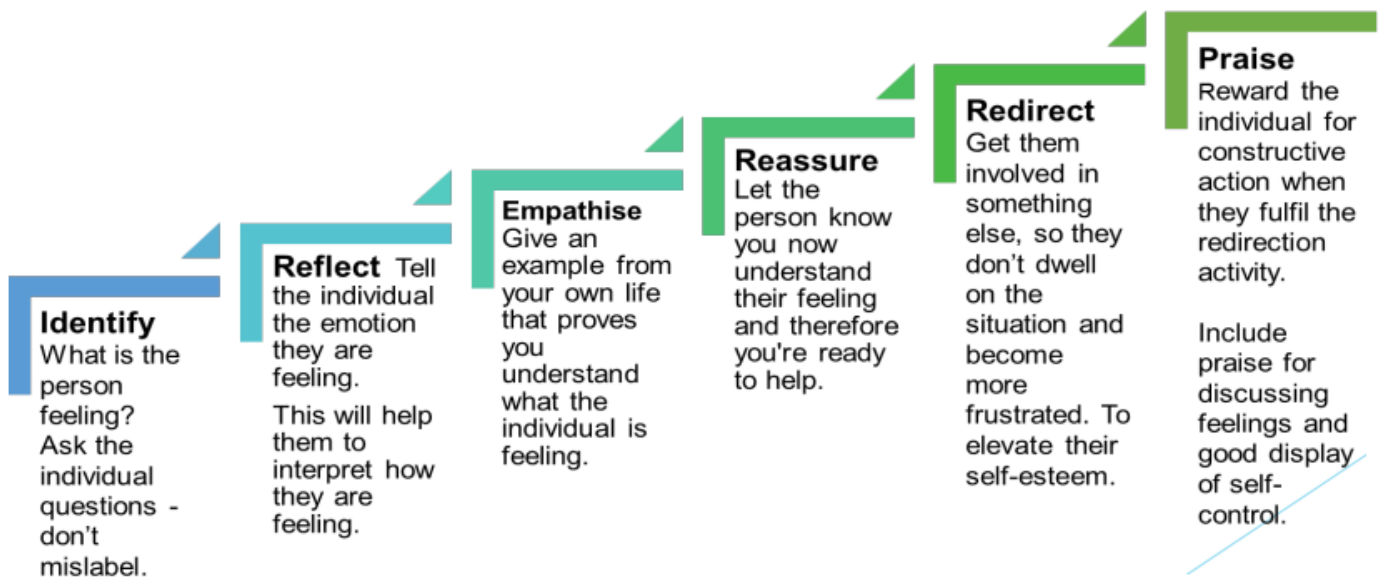 Identify
What is the
person
feeling?
Ask the
individual
questions -
don't
mislabel.
Reflect Tell
the individual
the emotion
they are
feeling.
This will help
them to
interpret how
they are
feeling.
Empathise
Give an
example from
your own life
that proves
you
understand
what the
individual is
feeling.
Reassure
Let the
person know
you now
understand
their feeling
and therefore
you're ready
to help.
Redirect
Get them
involved in
something
else, so they
don't dwell
on the
situation and
become
more
frustrated. To
elevate their
self-esteem.
Praise
Reward the
individual for
constructive
action when
they fulfil the
redirection
activity.
Include
praise for
discussing
feelings and
good display
of self-
control.